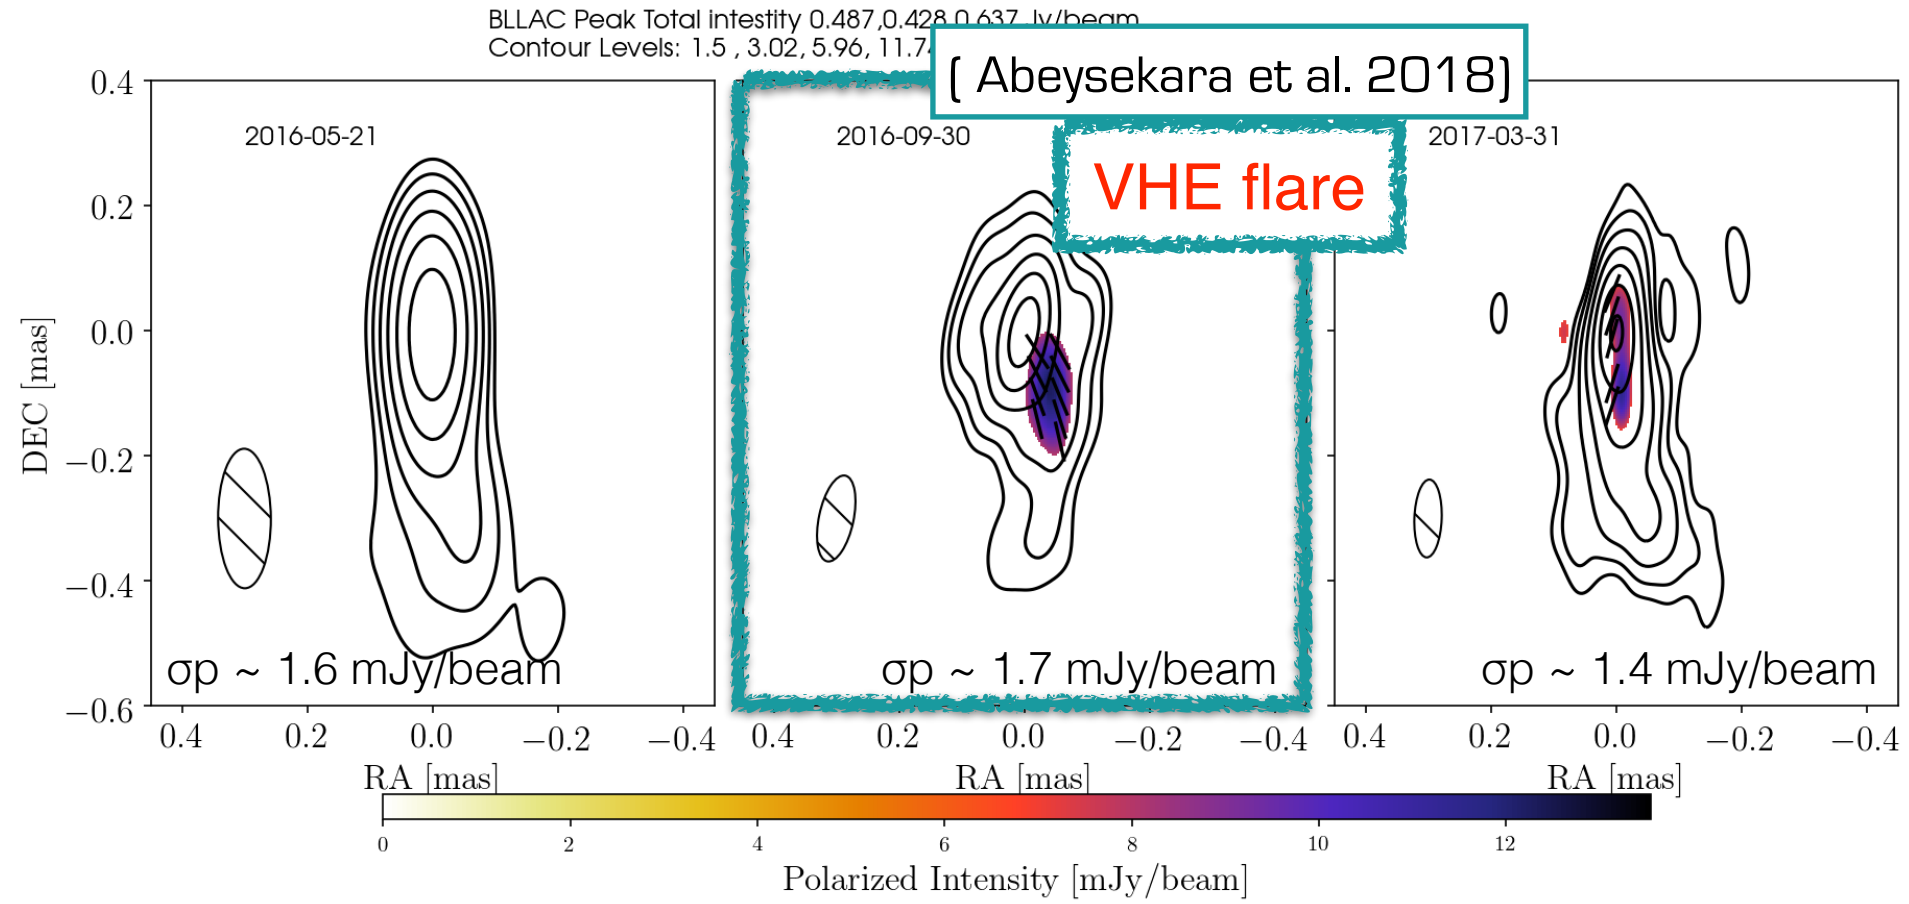 BLLAC Peak Total intestity 0.487,0.428,0.637 Jy/beam
Contour Levels: 1.5 , 3.02, 5.96, 11.74
( Abeysekara et al. 2018)
VHE flare
2016-05-21
2016-09-30
2017-03-31
0.4
0.2
0.0
−0.2
−0.4
−0.6
DEC [mas]
σp ~ 1.6 mJy/beam
σp ~ 1.7 mJy/beam
σp ~ 1.4 mJy/beam
0.4 0.2 0.0 −0.2 −0.4
0.4 0.2 0.0 −0.2 −0.4
0.4 0.2 0.0 −0.2 −0.4
RA [mas]
RA [mas]
RA [mas]
0 2 4 6 8 10 12
Polarized Intensity [mJy/beam]